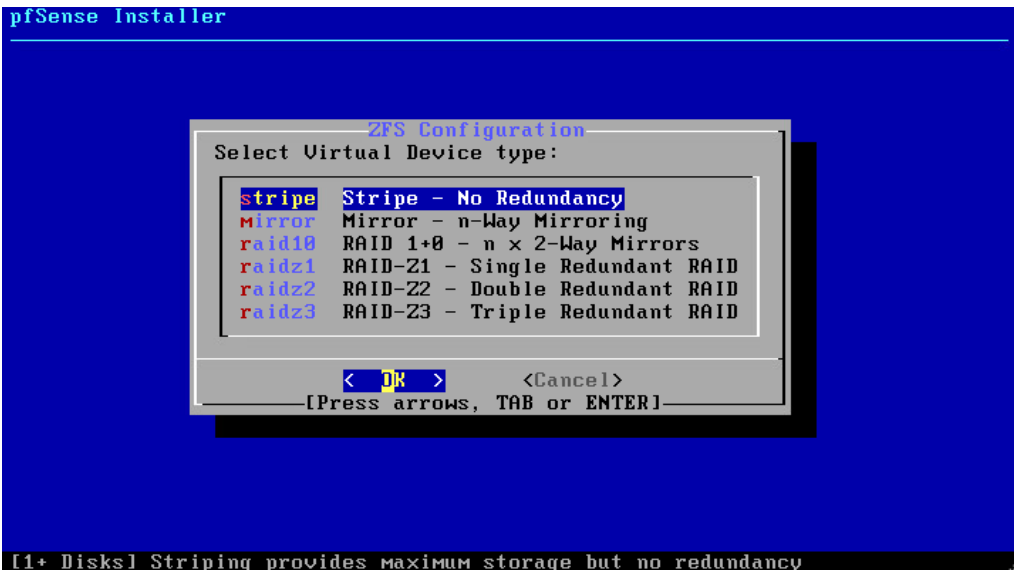 pfSense Installer
ZFS Configuration
Select Virtual Device type:
stripe Stripe - No Redundancy
mirror Mirror - n-Way Mirroring
raid10 RAID 1+0 - n x 2-Way Mirrors
raidz1 RAID-Z1 - Single Redundant RAID
raidz2 RAID-Z2 - Double Redundant RAID
raidz3 RAID-Z3 - Triple Redundant RAID
< OK > <Cancel>
[Press arrows, TAB or ENTER]
[1+ Disks] Striping provides maximum storage but no redundancy